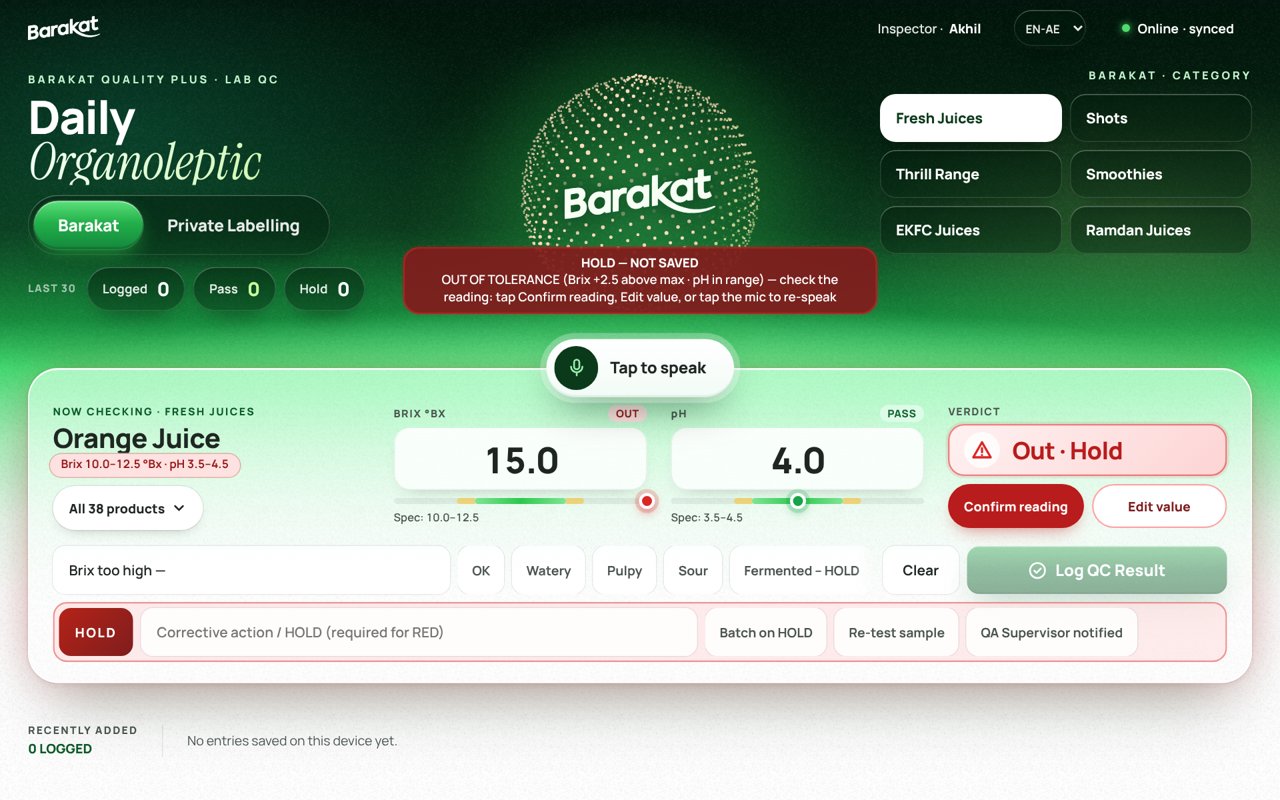 Barakat
Inspector · Akhil
EN-AE
Online · synced
BARAKAT QUALITY PLUS · LAB QC
Daily
Organoleptic
Barakat
Private Labelling
LAST 30
Logged 0
Pass 0
Hold 0
Barakat
BARAKAT · CATEGORY
Fresh Juices
Shots
Thrill Range
Smoothies
EKFC Juices
Ramdan Juices
HOLD — NOT SAVED
OUT OF TOLERANCE (Brix +2.5 above max · pH in range) — check the
reading: tap Confirm reading, Edit value, or tap the mic to re-speak
Tap to speak
NOW CHECKING · FRESH JUICES
Orange Juice
Brix 10.0–12.5 °Bx · pH 3.5–4.5
All 38 products
BRIX °BX
OUT
15.0
Spec: 10.0–12.5
pH
PASS
4.0
Spec: 3.5–4.5
VERDICT
Out · Hold
Confirm reading
Edit value
Brix too high —
OK
Watery
Pulpy
Sour
Fermented – HOLD
Clear
Log QC Result
HOLD
Corrective action / HOLD (required for RED)
Batch on HOLD
Re-test sample
QA Supervisor notified
RECENTLY ADDED
0 LOGGED
No entries saved on this device yet.